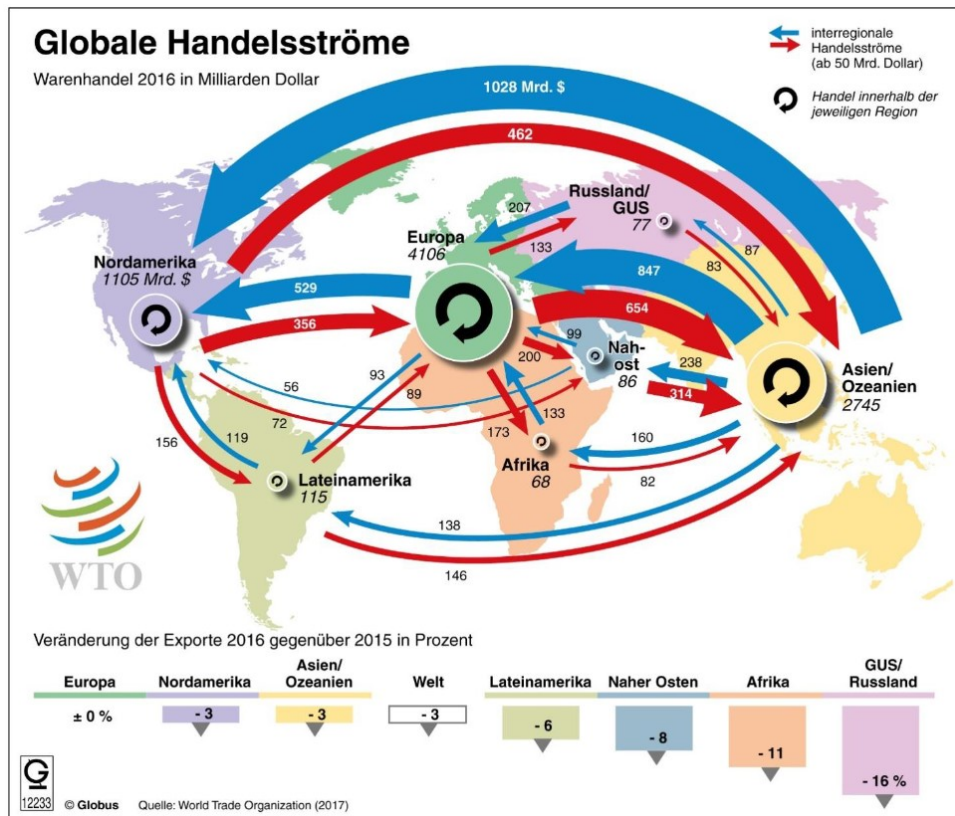 Globale Handelsströme
Warenhandel 2016 in Milliarden Dollar
interregionale
Handelsströme
(ab 50 Mrd. Dollar)
Handel innerhalb der
jeweiligen Region
1028 Mrd. $
462
Russland/
GUS
77
207
133
87
83
Europa
4106
Nordamerika
1105 Mrd. $
529
356
847
654
99
200
Nah-
ost
86
238
314
Asien/
Ozeanien
2745
56
72
93
89
133
173
156
119
Afrika
68
160
82
Lateinamerika
115
138
146
WTO
Veränderung der Exporte 2016 gegenüber 2015 in Prozent
Europa
± 0 %
Nordamerika
- 3
Asien/
Ozeanien
- 3
Welt
- 3
Lateinamerika
- 6
Naher Osten
- 8
Afrika
- 11
GUS/
Russland
- 16 %
G
12233
© Globus Quelle: World Trade Organization (2017)